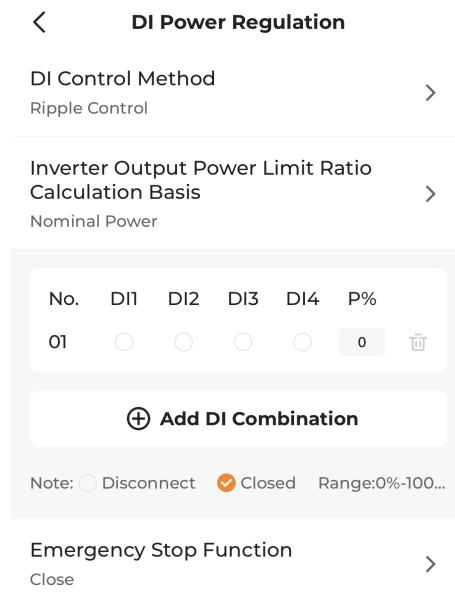 DI Power Regulation
DI Control Method
Ripple Control
Inverter Output Power Limit Ratio
Calculation Basis
Nominal Power
No. DI1 DI2 DI3 DI4 P%
01 0
Add DI Combination
Note: Disconnect Closed Range:0%-100...
Emergency Stop Function
Close